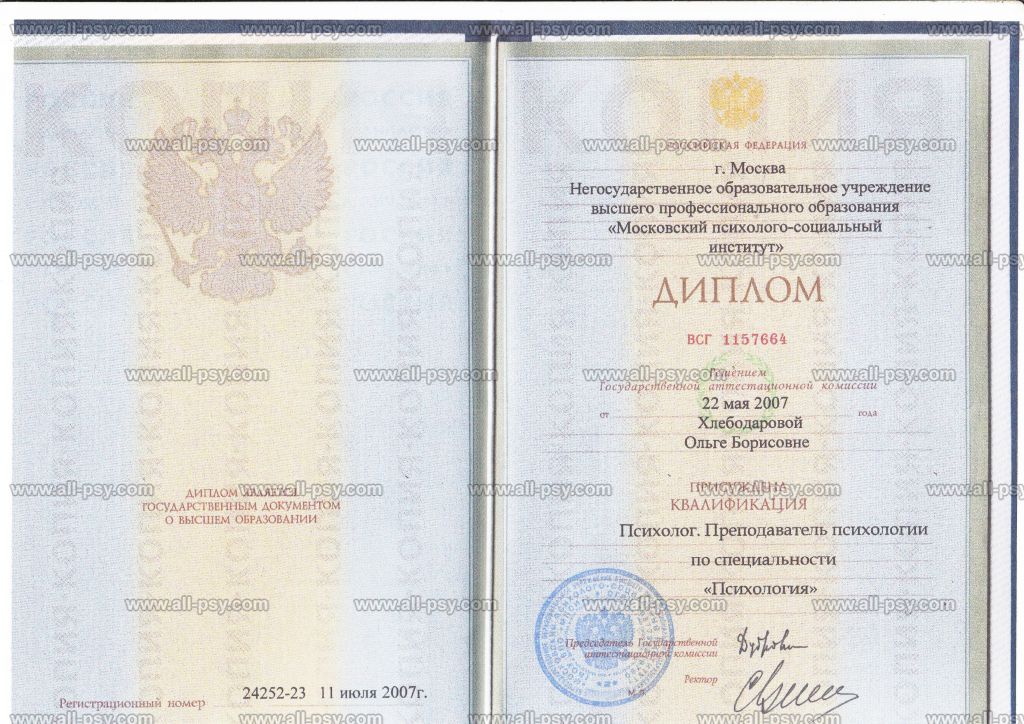 ДИПЛОМ ЯВЛЯЕТСЯ
ГОСУДАРСТВЕННЫМ ДОКУМЕНТОМ
О ВЫСШЕМ ОБРАЗОВАНИИ
Регистрационный номер 24252-23 11 июля 2007г.
РОССИЙСКАЯ ФЕДЕРАЦИЯ
г. Москва
Негосударственное образовательное учреждение
высшего профессионального образования
«Московский психолого-социальный
институт»
ДИПЛОМ
ВСГ 1157664
Решением
Государственной аттестационной комиссии
от 22 мая 2007 года
Хлебодаровой
Ольге Борисовне
ПРИСУЖДЕНА
КВАЛИФИКАЦИЯ
Психолог. Преподаватель психологии
по специальности
«Психология»
Председатель Государственной
аттестационной комиссии
Ректор
М.П.
www.all-psy.com